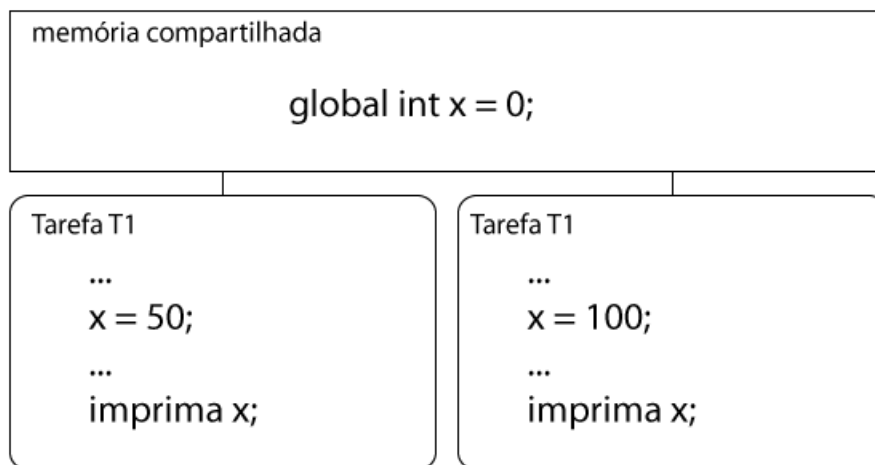 memória compartilhada
global int x = 0;
Tarefa T1
...
x = 50;
...
imprima x;
Tarefa T1
...
x = 100;
...
imprima x;